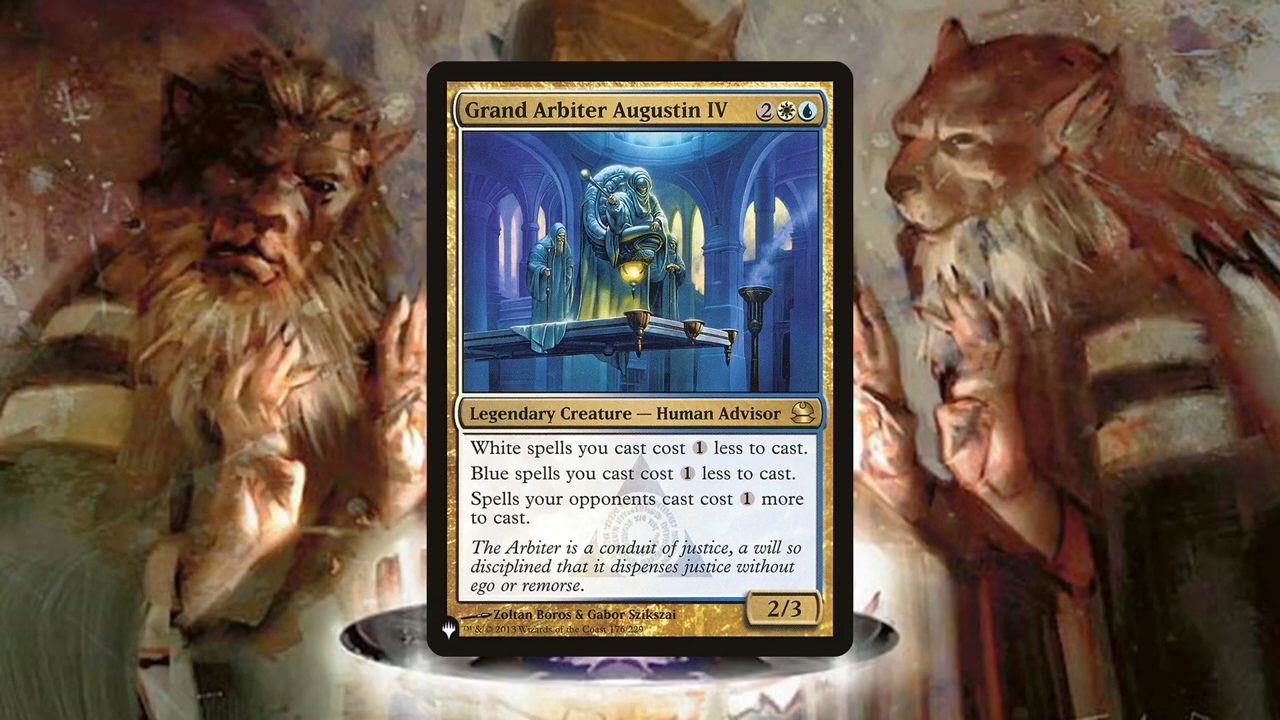 Grand Arbiter Augustin IV 2
Legendary Creature — Human Advisor
White spells you cast cost 1 less to cast.
Blue spells you cast cost 1 less to cast.
Spells your opponents cast cost 1 more
to cast.
The Arbiter is a conduit of justice, a will so
disciplined that it dispenses justice without
ego or remorse.
2/3
Zoltan Boros & Gabor Szikszai
™ & © 2013 Wizards of the Coast 176/229